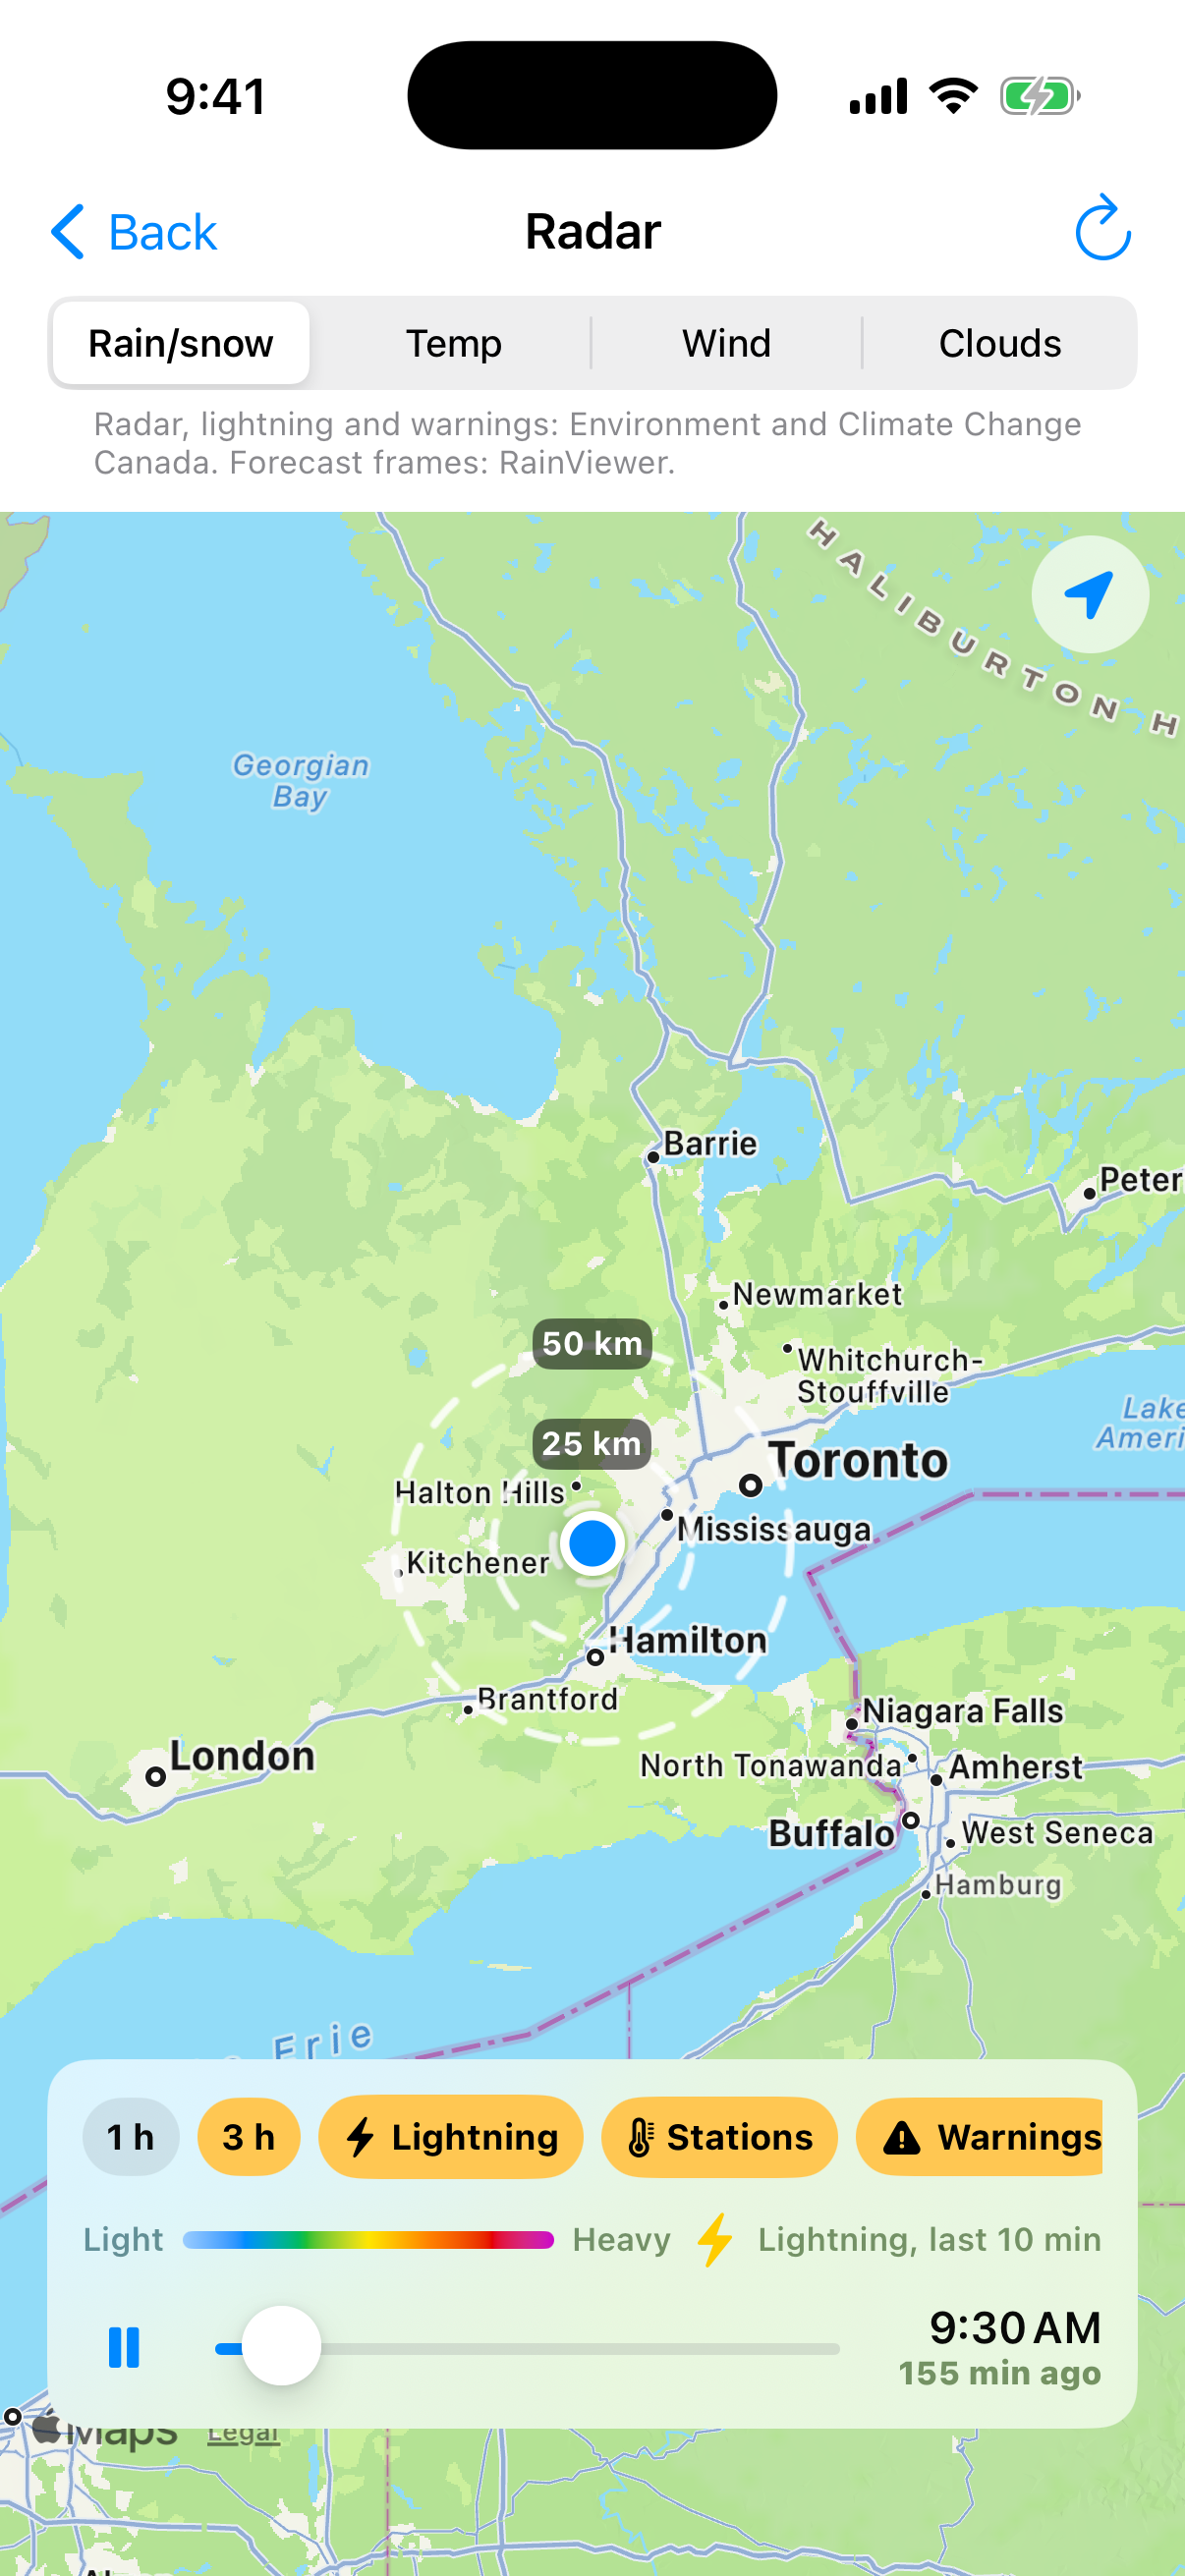 9:41
Back
Radar
Rain/snow
Temp
Wind
Clouds
Radar, lightning and warnings: Environment and Climate Change
Canada. Forecast frames: RainViewer.
HALIBURTON H
Georgian
Bay
Barrie
Peter
Newmarket
50 km
Whitchurch-
Stouffville
Lake
Ameri
25 km
Toronto
Halton Hills
Mississauga
Kitchener
Hamilton
Brantford
Niagara Falls
London
North Tonawanda
Amherst
Buffalo
West Seneca
Hamburg
Erie
1 h
3 h
Lightning
Stations
Warnings
Light
Heavy
Lightning, last 10 min
9:30 AM
155 min ago
Maps
Legal